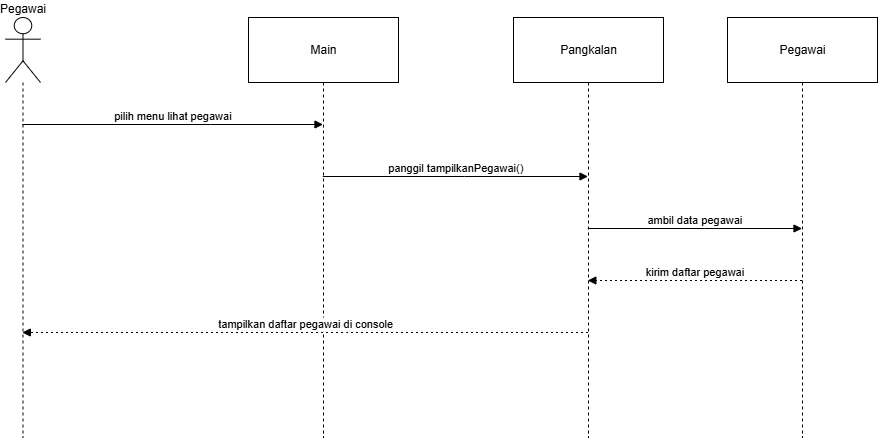 Pegawai
Main
Pangkalan
Pegawai
pilih menu lihat pegawai
panggil tampilkanPegawai()
ambil data pegawai
kirim daftar pegawai
tampilkan daftar pegawai di console